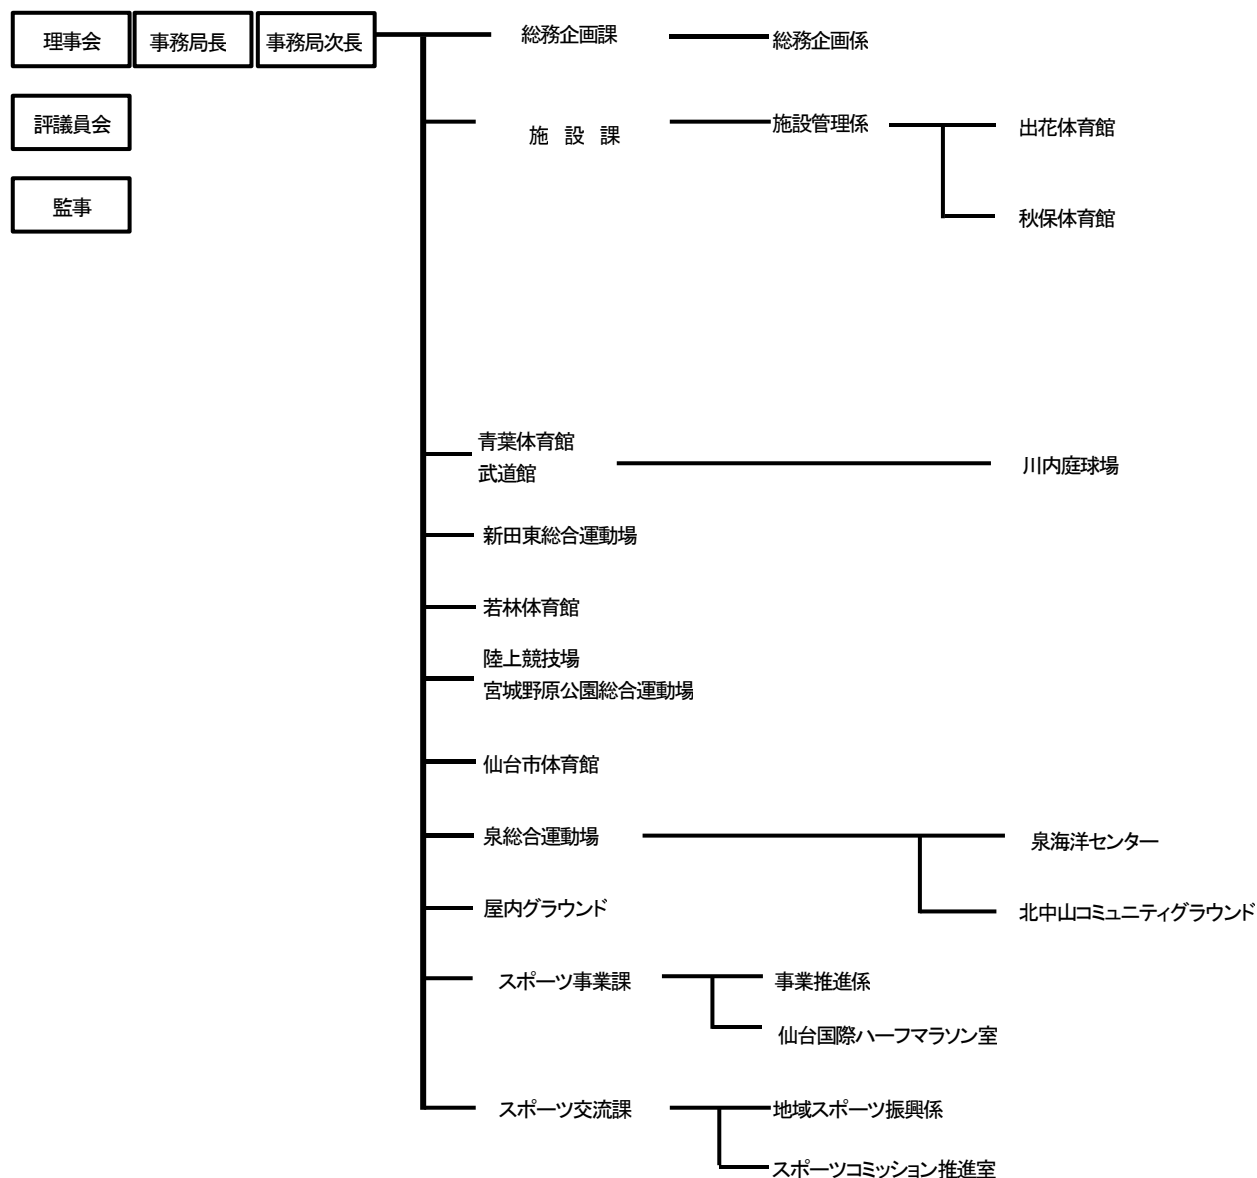 理事会
事務局長
事務局次長
総務企画課
総務企画係
評議員会
施 設 課
施設管理係
出花体育館
監事
秋保体育館
青葉体育館
武道館
川内庭球場
新田東総合運動場
若林体育館
陸上競技場
宮城野原公園総合運動場
仙台市体育館
泉総合運動場
泉海洋センター
屋内グラウンド
北中山コミュニティグラウンド
スポーツ事業課
事業推進係
仙台国際ハーフマラソン室
スポーツ交流課
地域スポーツ振興係
スポーツコミッション推進室